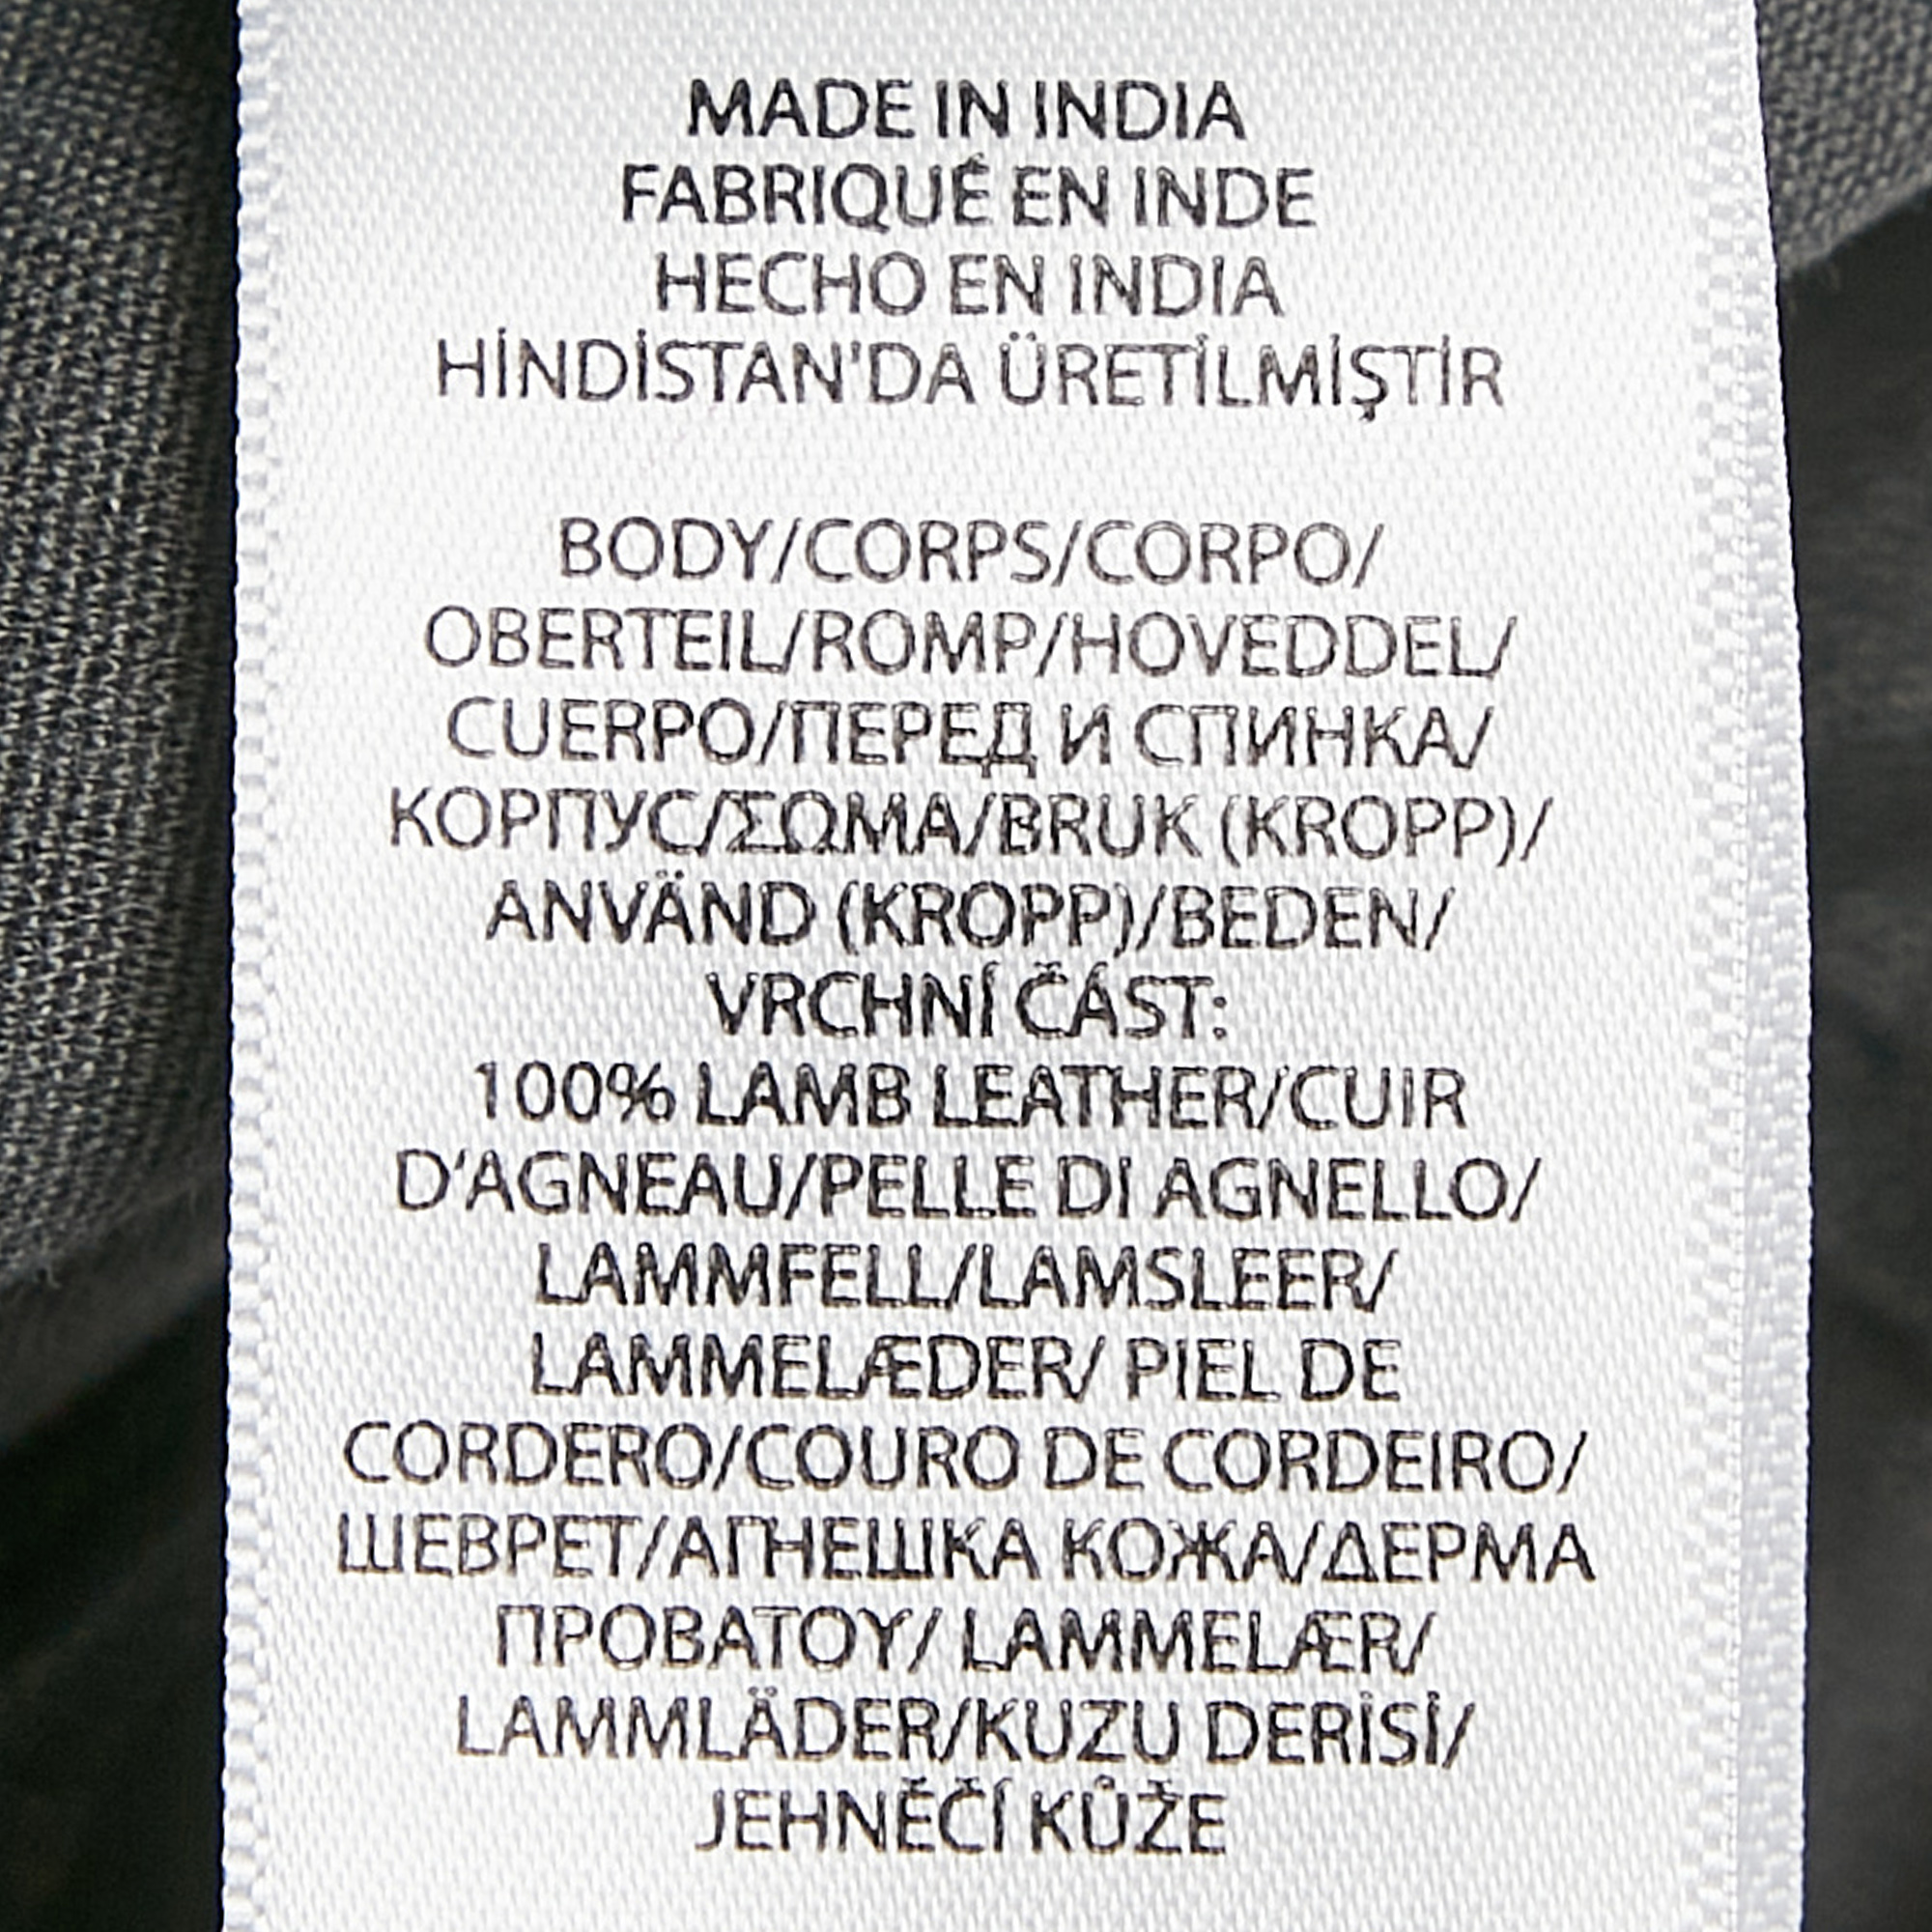 MADE IN INDIA
FABRIQUÉ EN INDE
HECHO EN INDIA
HİNDİSTAN'DA ÜRETİLMİŞTİR
BODY/CORPS/CORPO/
OBERTEIL/ROMP/HOVEDDEL/
CUERPO/ПЕРЕД И СПИНКА/
КОРПУС/ΣΩΜΑ/BRUK (KROPP)/
ANVÄND (KROPP)/BEDEN/
VRCHNÍ ČÁST:
100% LAMB LEATHER/CUIR
D'AGNEAU/PELLE DI AGNELLO/
LAMMFELL/LAMSLEER/
LAMMELÆDER/ PIEL DE
CORDERO/COURO DE CORDEIRO/
ШЕВРЕТ/АГНЕШКА КОЖА/ΔΕΡΜΑ
ΠΡΟΒΑΤΟΥ/ LAMMELÆR/
LAMMLÄDER/KUZU DERİSİ/
JEHNĚČÍ KŮŽE